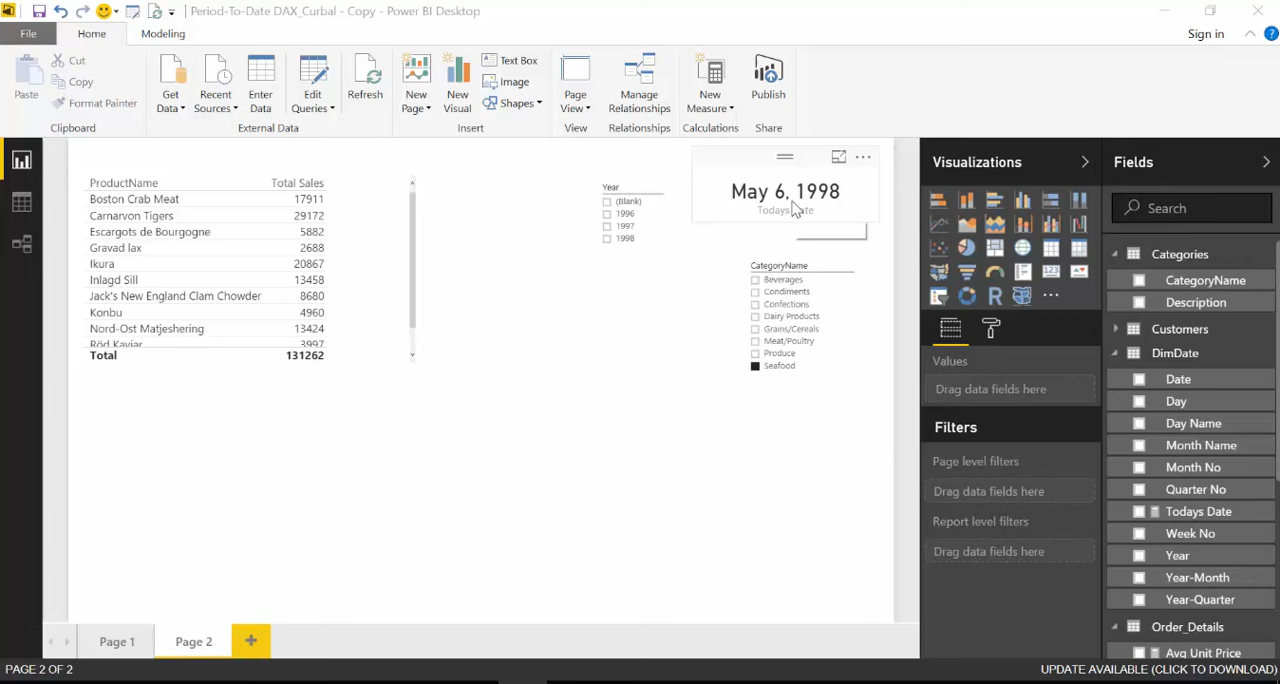 Period-To-Date DAX_Curbal - Copy - Power BI Desktop
File
Home
Modeling
Sign in
Paste
Cut
Copy
Format Painter
Get Data
Recent Sources
Enter Data
Edit Queries
Refresh
New Page
New Visual
Text Box
Image
Shapes
Page View
Manage Relationships
New Measure
Publish
Clipboard
External Data
Insert
View
Relationships
Calculations
Share
ProductName Total Sales
Boston Crab Meat 17911
Carnarvon Tigers 29172
Escargots de Bourgogne 5882
Gravad lax 2688
Ikura 20867
Inlagd Sill 13458
Jack's New England Clam Chowder 8680
Konbu 4960
Nord-Ost Matjeshering 13424
Röd Kaviar 3997
Total 131262
Year
(Blank)
1996
1997
1998
May 6, 1998
Todays Date
CategoryName
Beverages
Condiments
Confections
Dairy Products
Grains/Cereals
Meat/Poultry
Produce
Seafood
Visualizations
R
Values
Drag data fields here
Filters
Page level filters
Drag data fields here
Report level filters
Drag data fields here
Fields
Search
Categories
CategoryName
Description
Customers
DimDate
Date
Day
Day Name
Month Name
Month No
Quarter No
Todays Date
Week No
Year
Year-Month
Year-Quarter
Order_Details
Avg Unit Price
Page 1
Page 2
PAGE 2 OF 2
UPDATE AVAILABLE (CLICK TO DOWNLOAD)